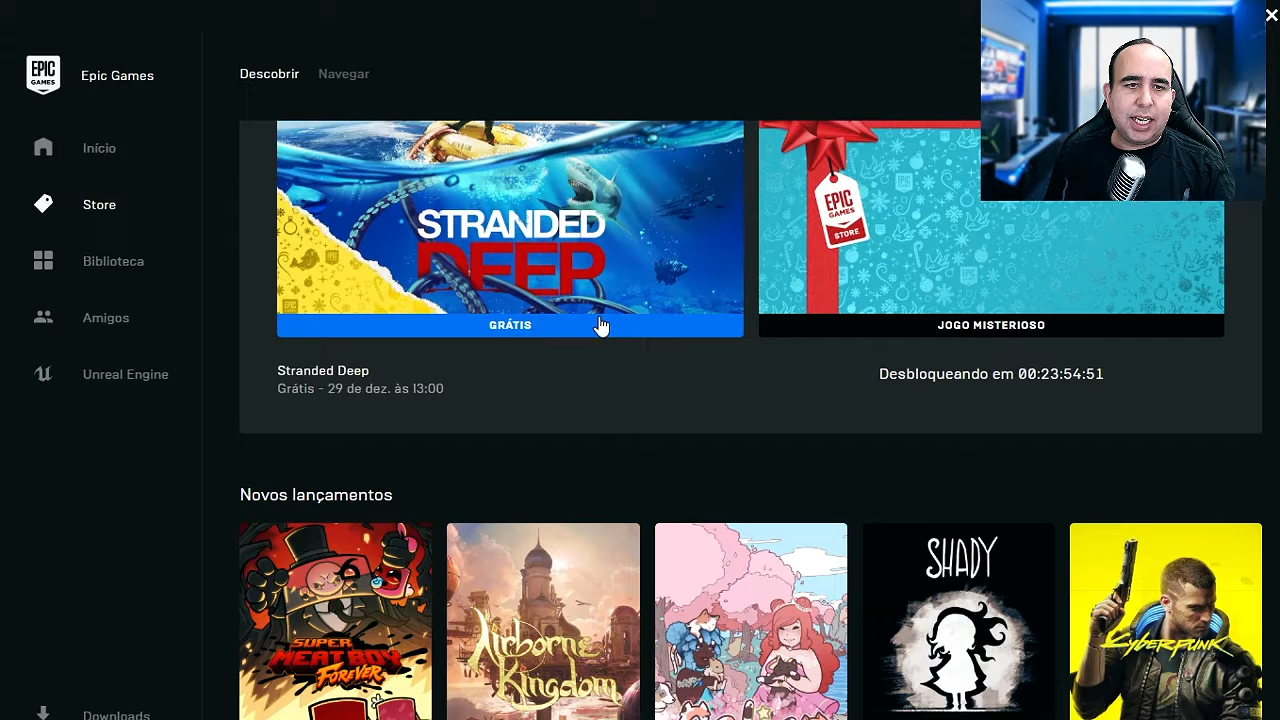 EPIC
GAMES
Epic Games
Início
Store
Biblioteca
Amigos
Unreal Engine
Downloads
Descobrir
Navegar
STRANDED
DEEP
GRÁTIS
Stranded Deep
Grátis - 29 de dez. às 13:00
EPIC
GAMES
STORE
JOGO MISTERIOSO
Desbloqueando em 00:23:54:51
Novos lançamentos
SUPER
MEAT BOY
FOREVER
Airborne
Kingdom
SHADY
CYBERPUNK